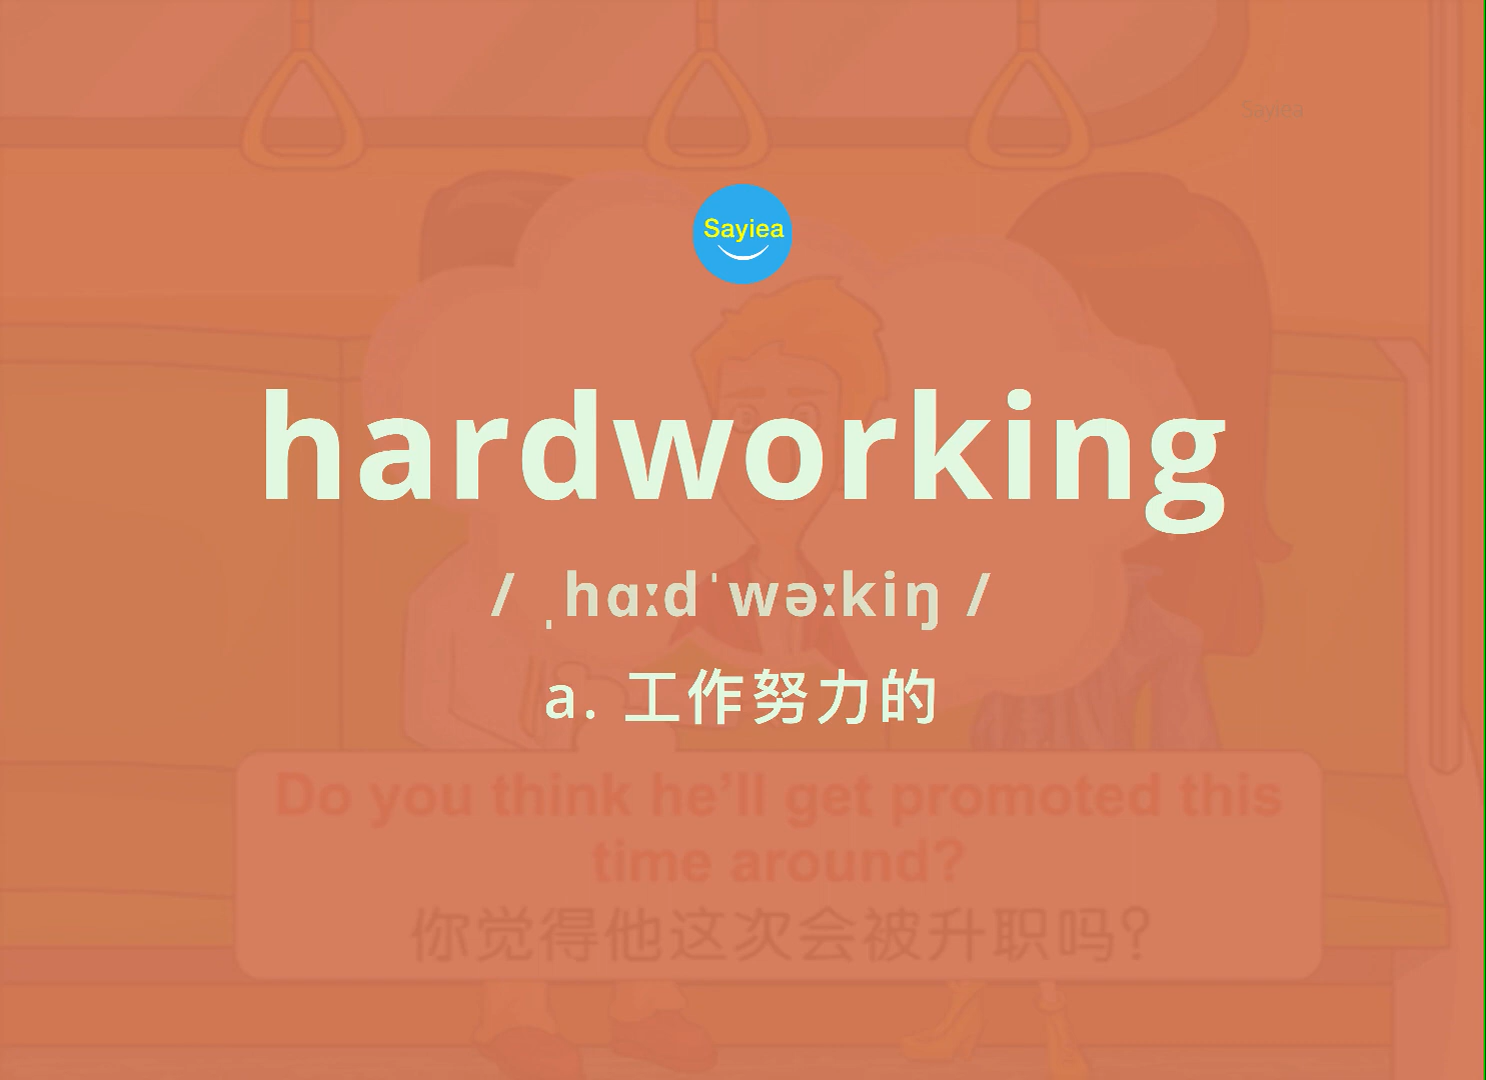 Sayiea
Sayiea
hardworking
/ ˌhɑːdˈwəːkiŋ /
a. 工作努力的
Do you think he’ll get promoted this
time around?
你觉得他这次会被升职吗?